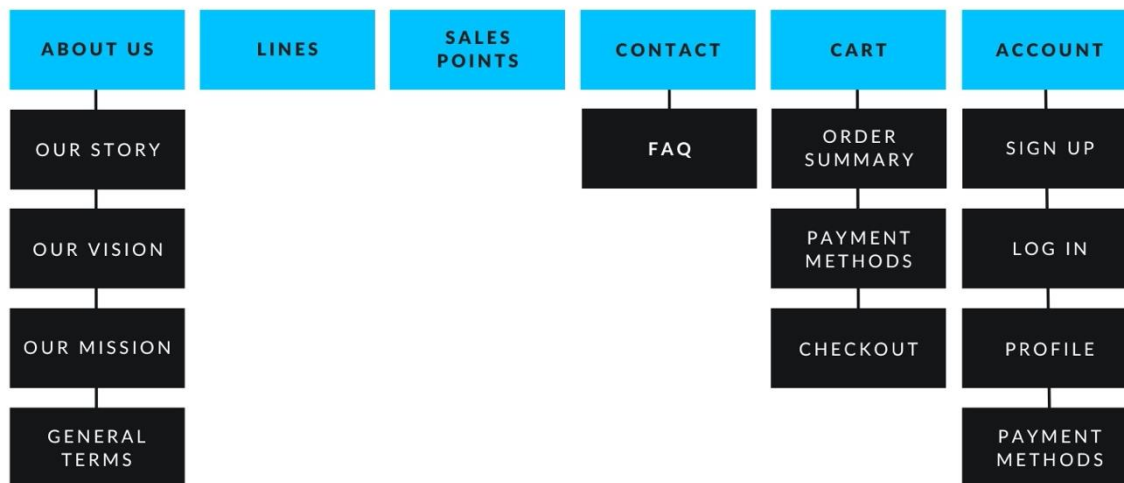 ABOUT US
LINES
SALES
POINTS
CONTACT
CART
ACCOUNT
OUR STORY
OUR VISION
OUR MISSION
GENERAL
TERMS
FAQ
ORDER
SUMMARY
PAYMENT
METHODS
CHECKOUT
SIGN UP
LOG IN
PROFILE
PAYMENT
METHODS